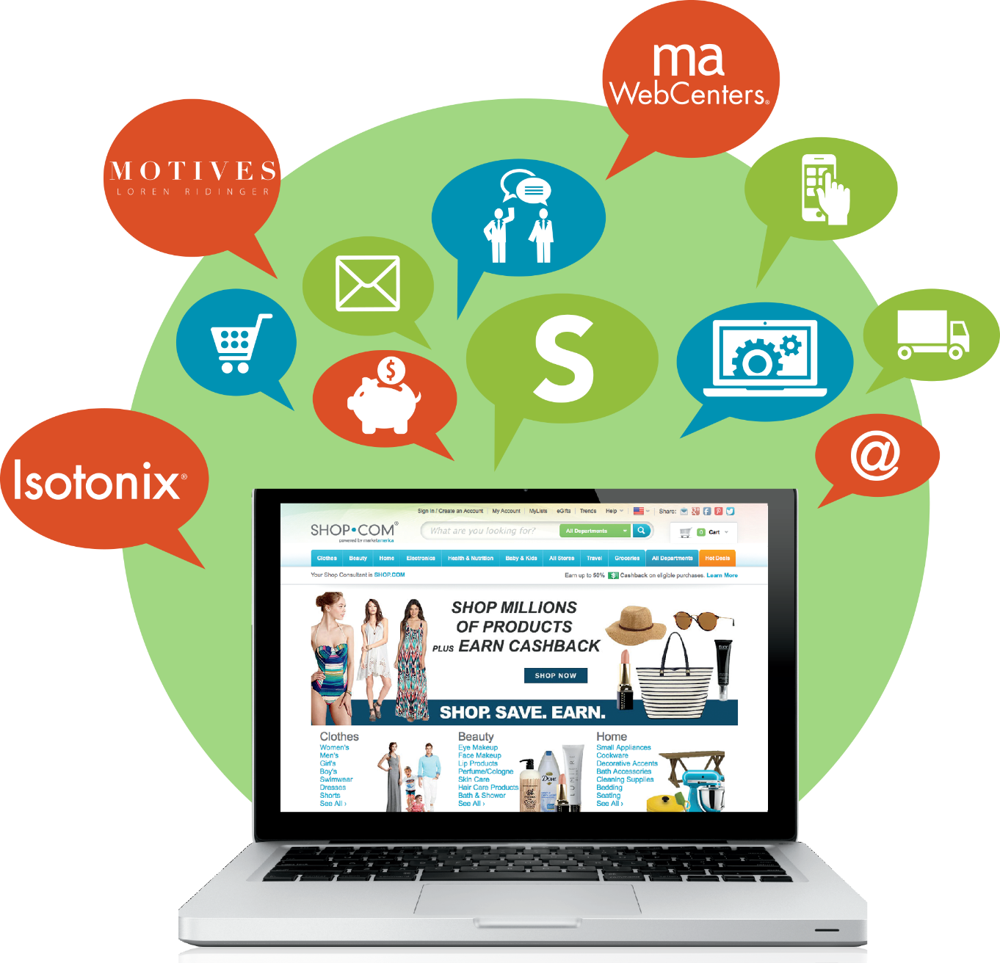 ma
WebCenters®
MOTIVES
LOREN RIDINGER
$
S
@
Isotonix®
Sign In / Create an Account | My Account | MyLists | eGifts | Trends | Help | Share:
SHOP•COM®
powered by marketamerica
What are you looking for?
All Departments
0 Cart
Clothes Beauty Home Electronics Health & Nutrition Baby & Kids All Stores Travel Groceries All Departments Hot Deals
Your Shop Consultant is SHOP.COM
Earn up to 50% $ Cashback on eligible purchases. Learn More
SHOP MILLIONS
OF PRODUCTS
PLUS EARN CASHBACK
SHOP NOW
SHOP. SAVE. EARN.
Clothes
Women's
Men's
Girl's
Boy's
Swimwear
Dresses
Shorts
See All ›
Beauty
Eye Makeup
Face Makeup
Lip Products
Perfume/Cologne
Skin Care
Hair Care Products
Bath & Shower
See All ›
Dove
LUMIERE
Home
Small Appliances
Cookware
Decorative Accents
Bath Accessories
Cleaning Supplies
Bedding
Seating
See All ›